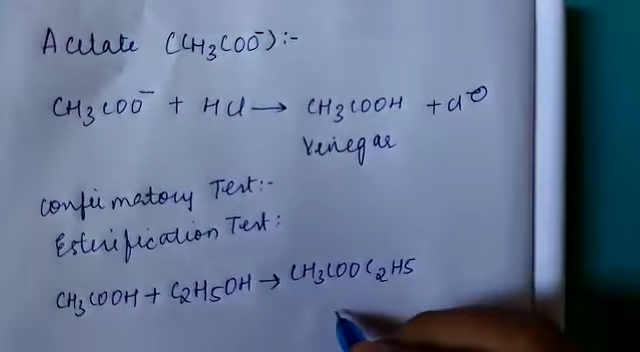 Acetate (CH₃COO⁻):-
CH₃COO⁻ + HCl → CH₃COOH + Cl⊖
Vinegar
Confirmatory Test:-
Esterification Test:
CH₃COOH + C₂H₅OH → CH₃COOC₂H5